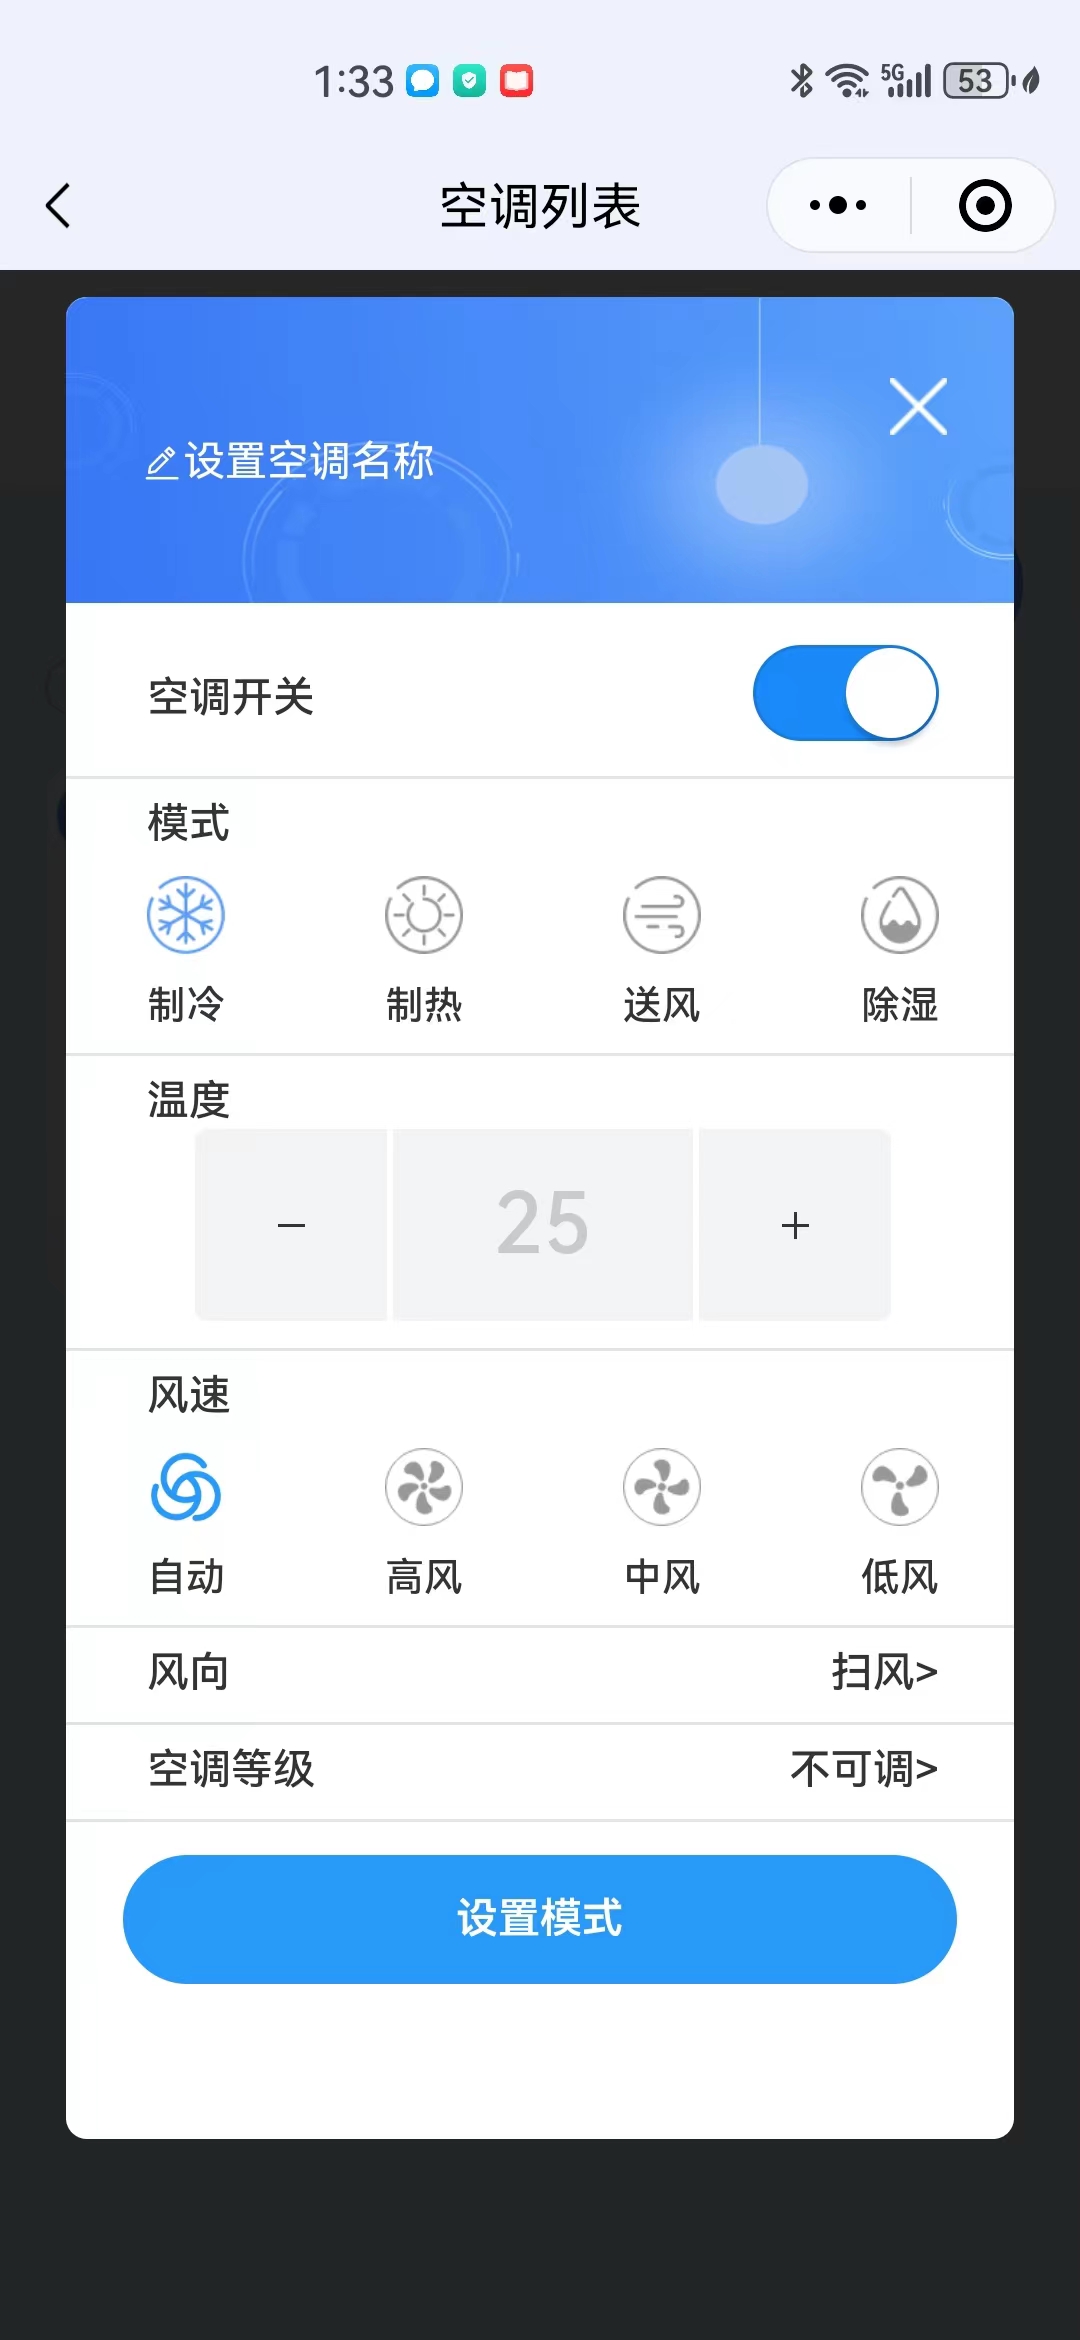 1:33
5G
53
空调列表
设置空调名称
空调开关
模式
制冷 制热 送风 除湿
温度
− 25 +
风速
自动 高风 中风 低风
风向 扫风>
空调等级 不可调>
设置模式